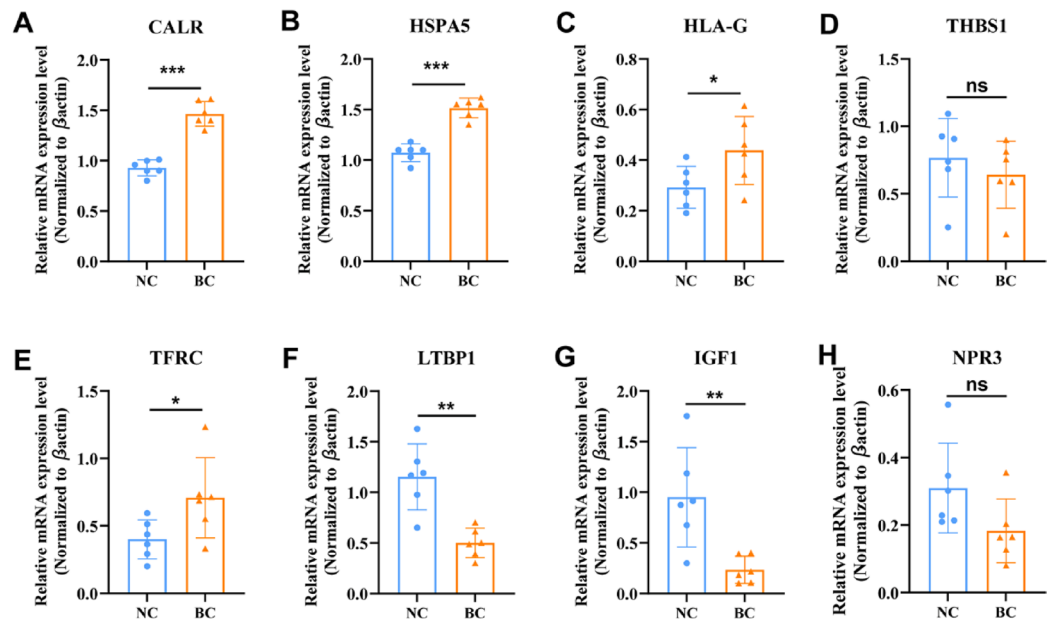 A
CALR
Relative mRNA expression level
(Normalized to βactin)
2.0
1.5
1.0
0.5
0.0
***
NC
BC
B
HSPA5
Relative mRNA expression level
(Normalized to βactin)
2.0
1.5
1.0
0.5
0.0
***
NC
BC
C
HLA-G
Relative mRNA expression level
(Normalized to βactin)
0.8
0.6
0.4
0.2
0.0
*
NC
BC
D
THBS1
Relative mRNA expression level
(Normalized to βactin)
1.5
1.0
0.5
0.0
ns
NC
BC
E
TFRC
Relative mRNA expression level
(Normalized to βactin)
1.5
1.0
0.5
0.0
*
NC
BC
F
LTBP1
Relative mRNA expression level
(Normalized to βactin)
2.0
1.5
1.0
0.5
0.0
**
NC
BC
G
IGF1
Relative mRNA expression level
(Normalized to βactin)
2.0
1.5
1.0
0.5
0.0
**
NC
BC
H
NPR3
Relative mRNA expression level
(Normalized to βactin)
0.6
0.4
0.2
0.0
ns
NC
BC